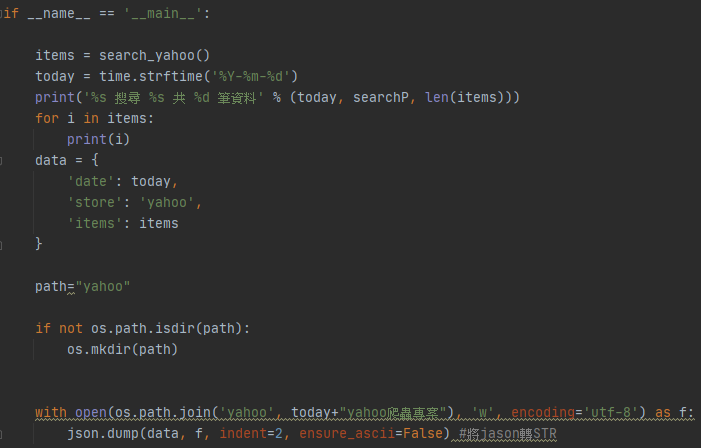 if __name__ == '__main__':
items = search_yahoo()
today = time.strftime('%Y-%m-%d')
print('%s 搜尋 %s 共 %d 筆資料' % (today, searchP, len(items)))
for i in items:
print(i)
data = {
'date': today,
'store': 'yahoo',
'items': items
}
path="yahoo"
if not os.path.isdir(path):
os.mkdir(path)
with open(os.path.join('yahoo', today+"yahoo爬蟲專案"), 'w', encoding='utf-8') as f:
json.dump(data, f, indent=2, ensure_ascii=False) #將jason轉STR